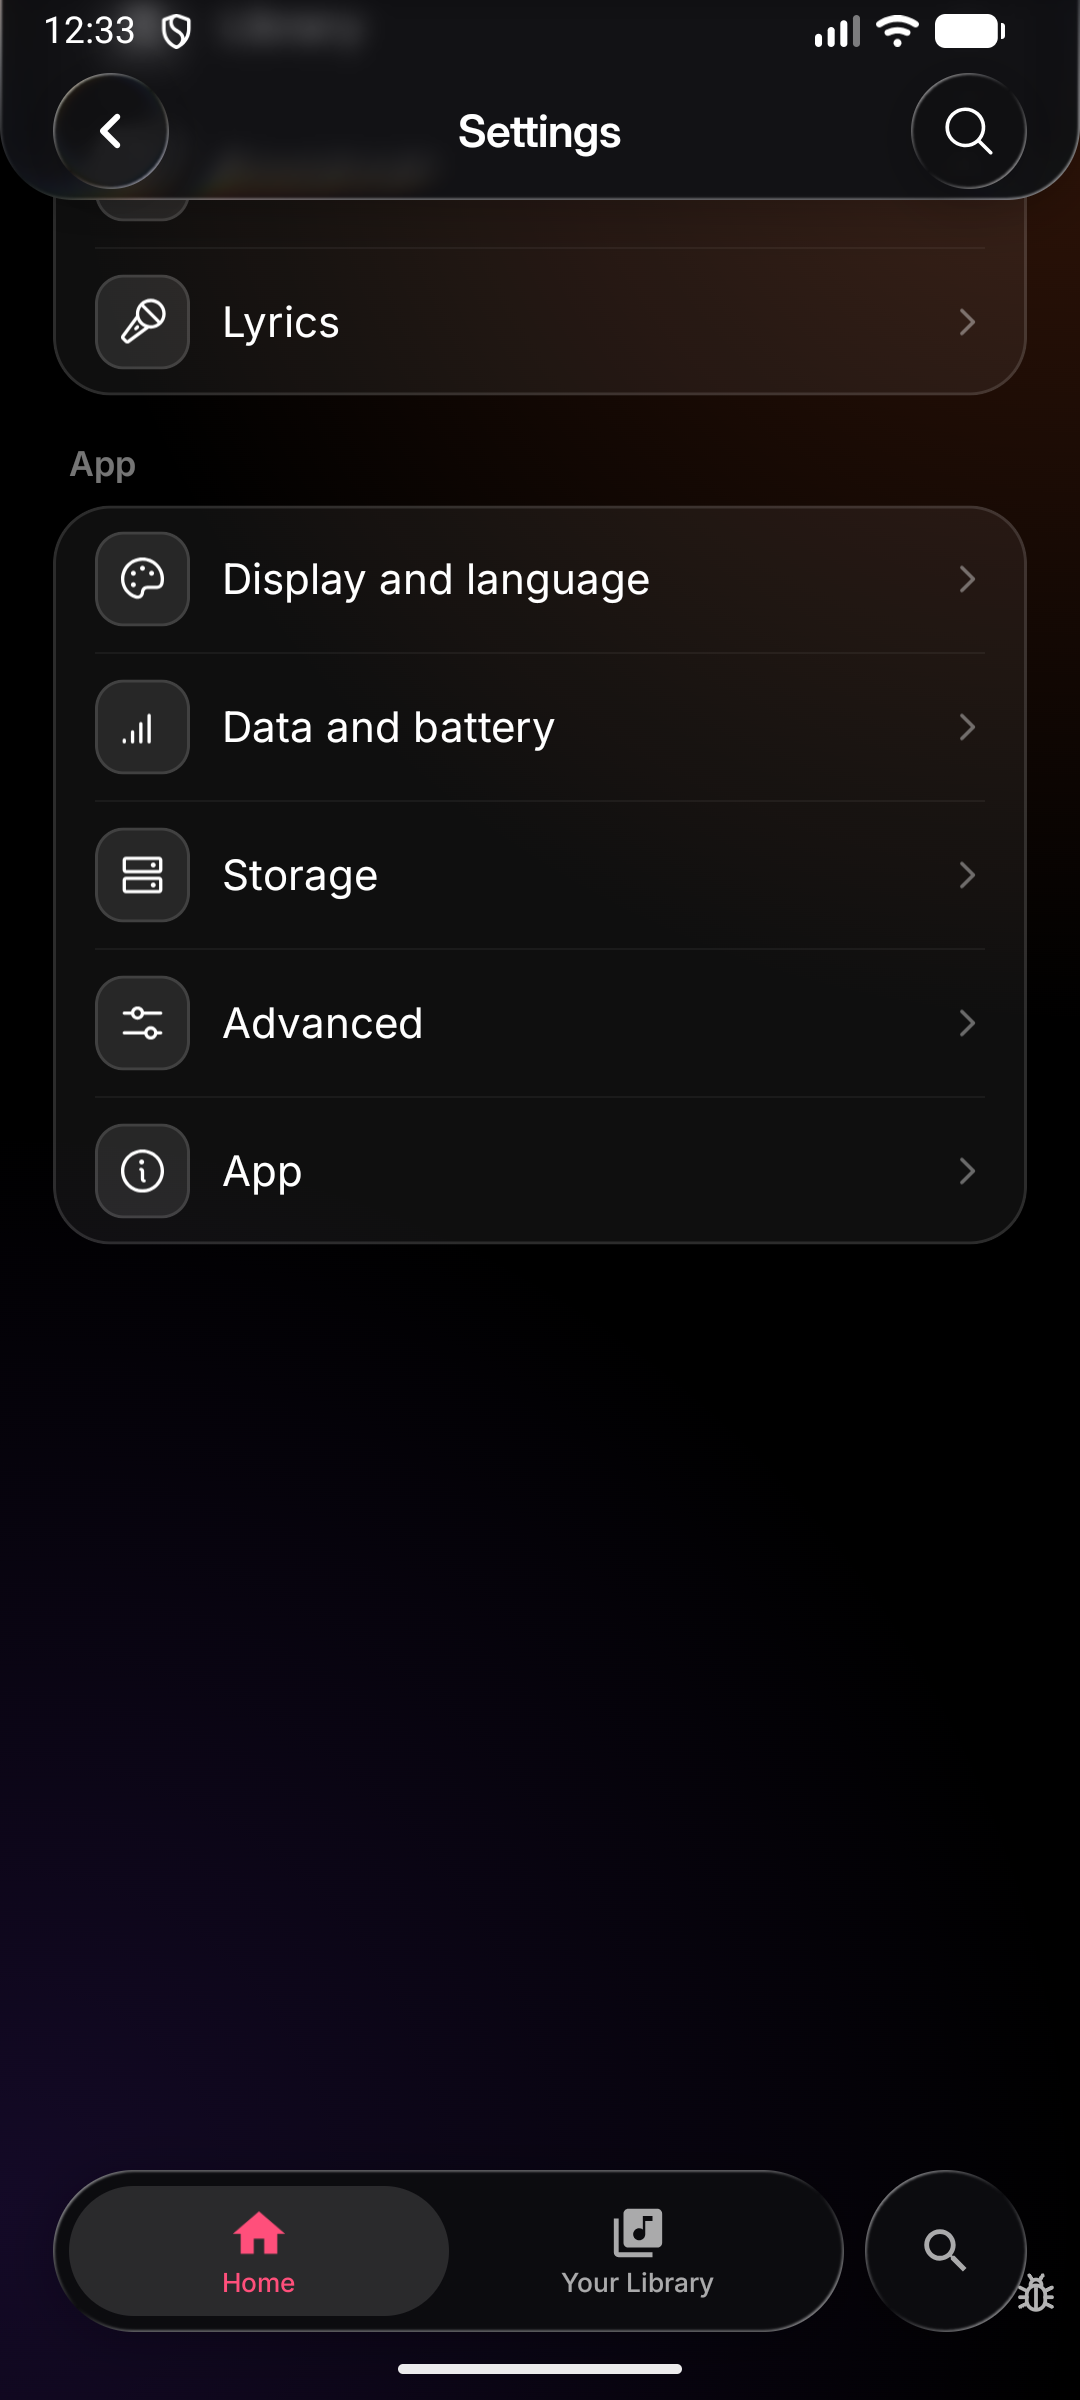 12:33
Settings
Lyrics
App
Display and language
Data and battery
Storage
Advanced
App
Home
Your Library